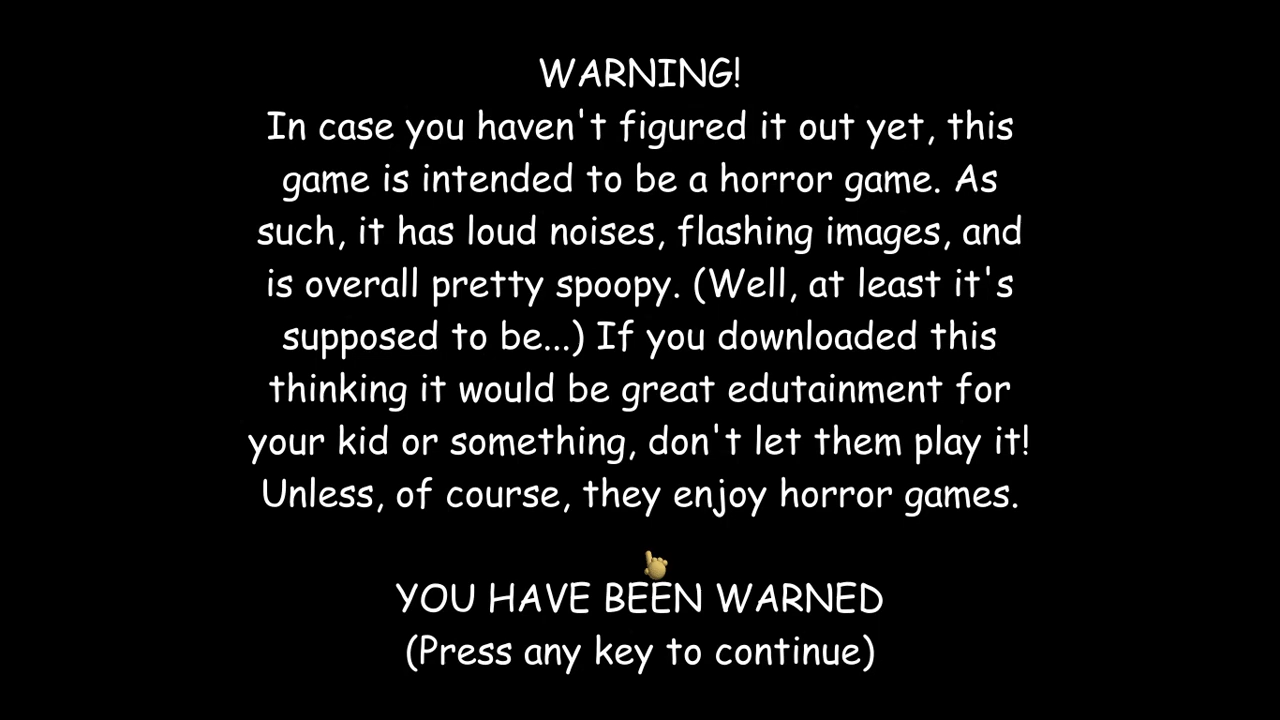 WARNING!
In case you haven't figured it out yet, this
game is intended to be a horror game. As
such, it has loud noises, flashing images, and
is overall pretty spoopy. (Well, at least it's
supposed to be...) If you downloaded this
thinking it would be great edutainment for
your kid or something, don't let them play it!
Unless, of course, they enjoy horror games.
YOU HAVE BEEN WARNED
(Press any key to continue)